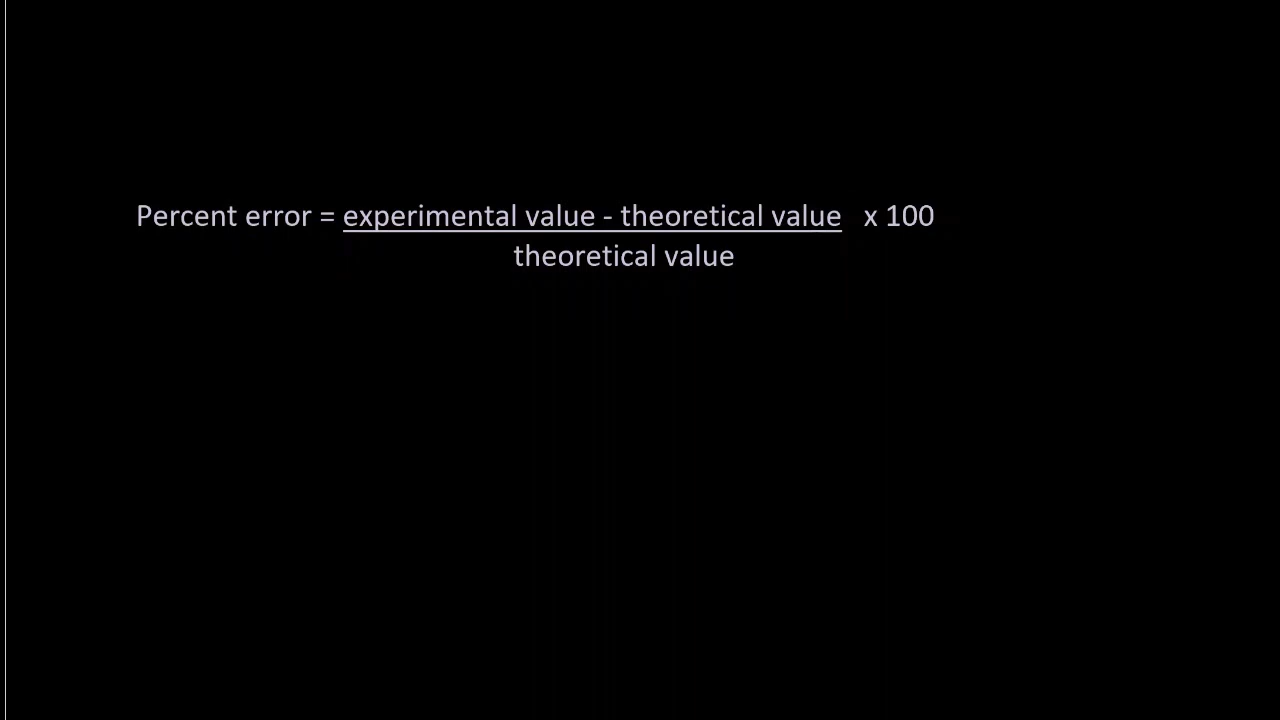 Percent error = experimental value - theoretical value x 100
theoretical value